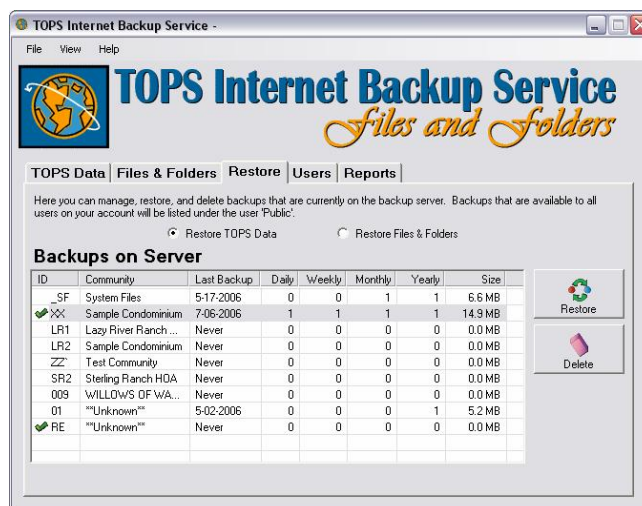 TOPS Internet Backup Service -
File View Help
TOPS Internet Backup Service
Files and Folders
TOPS Data Files & Folders Restore Users Reports
Here you can manage, restore, and delete backups that are currently on the backup server. Backups that are available to all
users on your account will be listed under the user 'Public'.
Restore TOPS Data Restore Files & Folders
Backups on Server
ID Community Last Backup Daily Weekly Monthly Yearly Size
_SF System Files 5-17-2006 0 0 1 1 6.6 MB
XX Sample Condominium 7-06-2006 1 1 1 1 14.9 MB
LR1 Lazy River Ranch ... Never 0 0 0 0 0.0 MB
LR2 Sample Condominium Never 0 0 0 0 0.0 MB
ZZ` Test Community Never 0 0 0 0 0.0 MB
SR2 Sterling Ranch HOA Never 0 0 0 0 0.0 MB
009 WILLOWS OF WA... Never 0 0 0 0 0.0 MB
01 **Unknown** 5-02-2006 0 0 0 1 5.2 MB
RE **Unknown** Never 0 0 0 0 0.0 MB
Restore
Delete